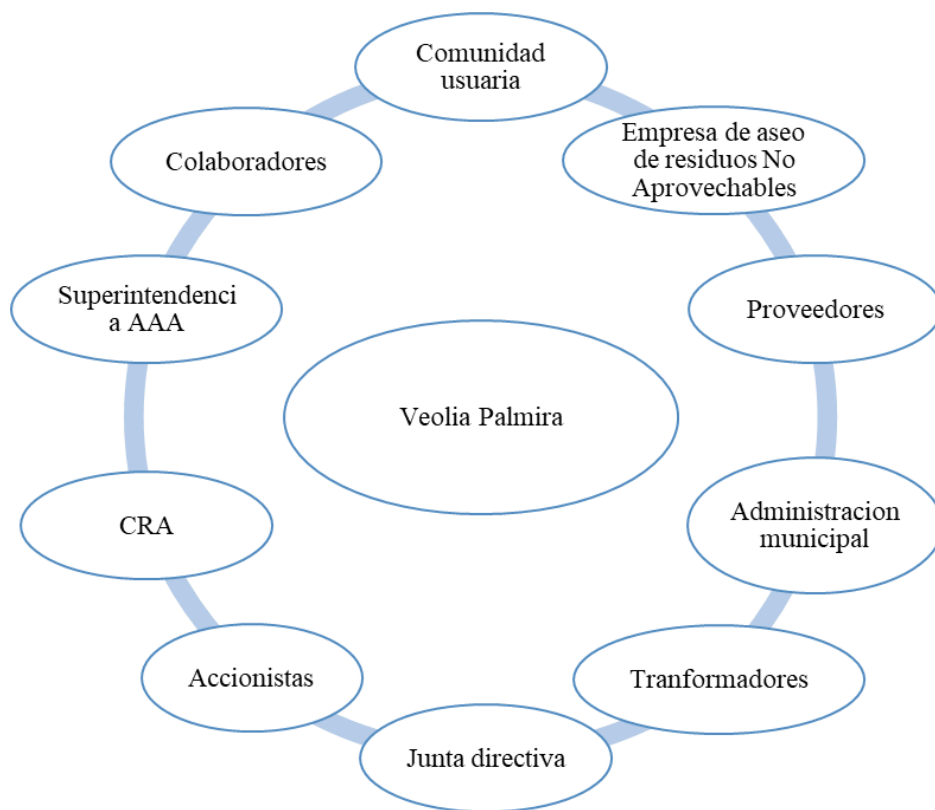 Comunidad
usuaria
Empresa de aseo
de residuos No
Aprovechables
Proveedores
Administracion
municipal
Tranformadores
Junta directiva
Accionistas
CRA
Superintendenci
a AAA
Colaboradores
Veolia Palmira